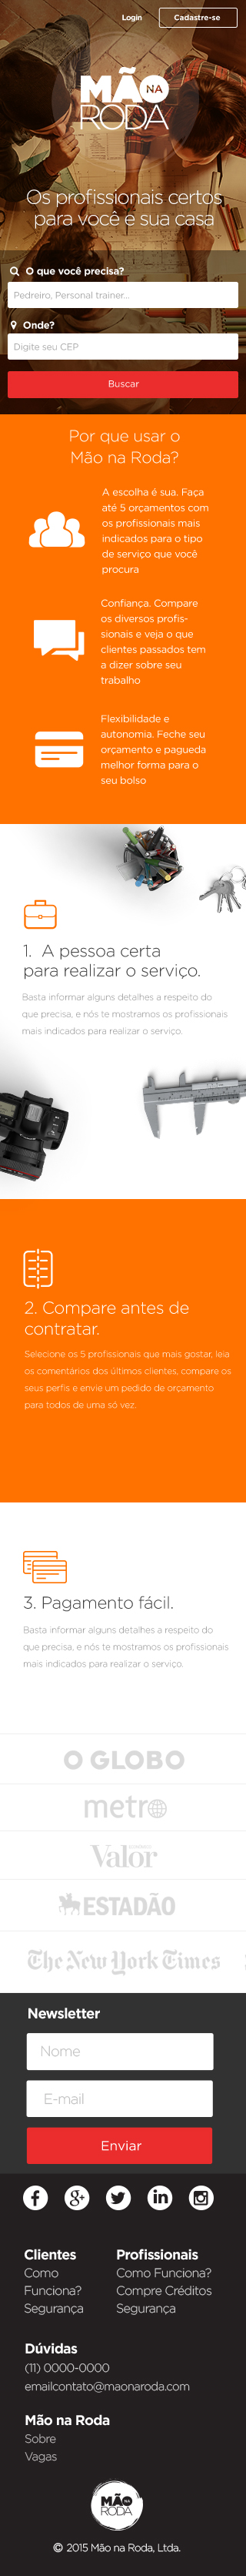 Login
Cadastre-se
MÃO NA
RODA
Os profissionais certos
para você e sua casa
O que você precisa?
Pedreiro, Personal trainer...
Onde?
Digite seu CEP
Buscar
Por que usar o
Mão na Roda?
A escolha é sua. Faça
até 5 orçamentos com
os profissionais mais
indicados para o tipo
de serviço que você
procura
Confiança. Compare
os diversos profis-
sionais e veja o que
clientes passados tem
a dizer sobre seu
trabalho
Flexibilidade e
autonomia. Feche seu
orçamento e pagueda
melhor forma para o
seu bolso
1. A pessoa certa
para realizar o serviço.
Basta informar alguns detalhes a respeito do
que precisa, e nós te mostramos os profissionais
mais indicados para realizar o serviço.
2. Compare antes de
contratar.
Selecione os 5 profissionais que mais gostar, leia
os comentários dos últimos clientes, compare os
seus perfis e envie um pedido de orçamento
para todos de uma só vez.
3. Pagamento fácil.
Basta informar alguns detalhes a respeito do
que precisa, e nós te mostramos os profissionais
mais indicados para realizar o serviço.
O GLOBO
metro
Valor
ESTADÃO
The New York Times
Newsletter
Nome
E-mail
Enviar
Clientes
Como
Funciona?
Segurança
Profissionais
Como Funciona?
Compre Créditos
Segurança
Dúvidas
(11) 0000-0000
emailcontato@maonaroda.com
Mão na Roda
Sobre
Vagas
MÃO NA
RODA
© 2015 Mão na Roda, Ltda.